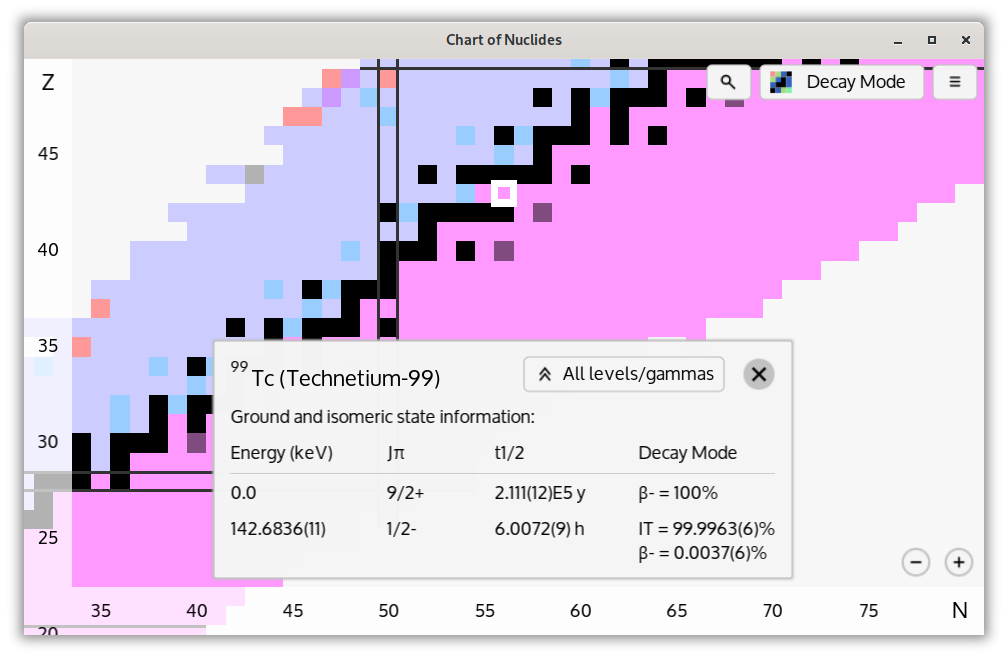 Chart of Nuclides
Z
Decay Mode
45
40
35
30
25
20
99Tc (Technetium-99)
All levels/gammas
Ground and isomeric state information:
Energy (keV) Jπ t1/2 Decay Mode
0.0 9/2+ 2.111(12)E5 y β- = 100%
142.6836(11) 1/2- 6.0072(9) h IT = 99.9963(6)%
β- = 0.0037(6)%
35 40 45 50 55 60 65 70 75 N